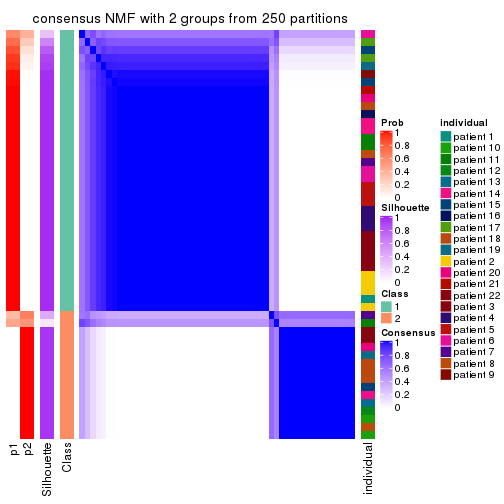 consensus NMF with 2 groups from 250 partitions
p1
p2
Silhouette
Class
individual
Prob
1
0.8
0.6
0.4
0.2
0
Silhouette
1
0.8
0.6
0.4
0.2
0
Class
1
2
Consensus
1
0.8
0.6
0.4
0.2
0
individual
patient 1
patient 10
patient 11
patient 12
patient 13
patient 14
patient 15
patient 16
patient 17
patient 18
patient 19
patient 2
patient 20
patient 21
patient 22
patient 3
patient 4
patient 5
patient 6
patient 7
patient 8
patient 9